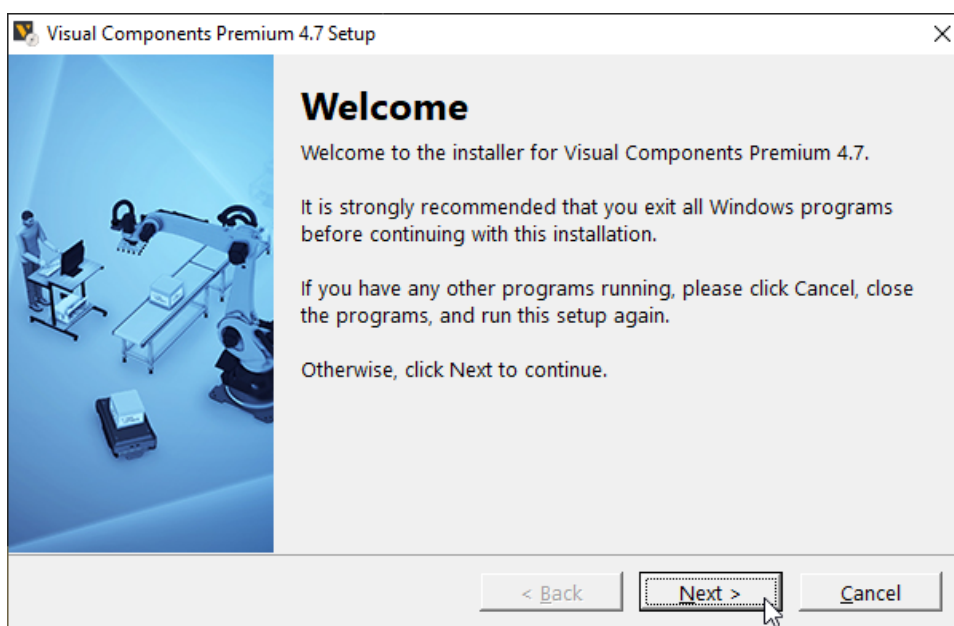 Visual Components Premium 4.7 Setup
Welcome
Welcome to the installer for Visual Components Premium 4.7.
It is strongly recommended that you exit all Windows programs
before continuing with this installation.
If you have any other programs running, please click Cancel, close
the programs, and run this setup again.
Otherwise, click Next to continue.
< Back
Next >
Cancel